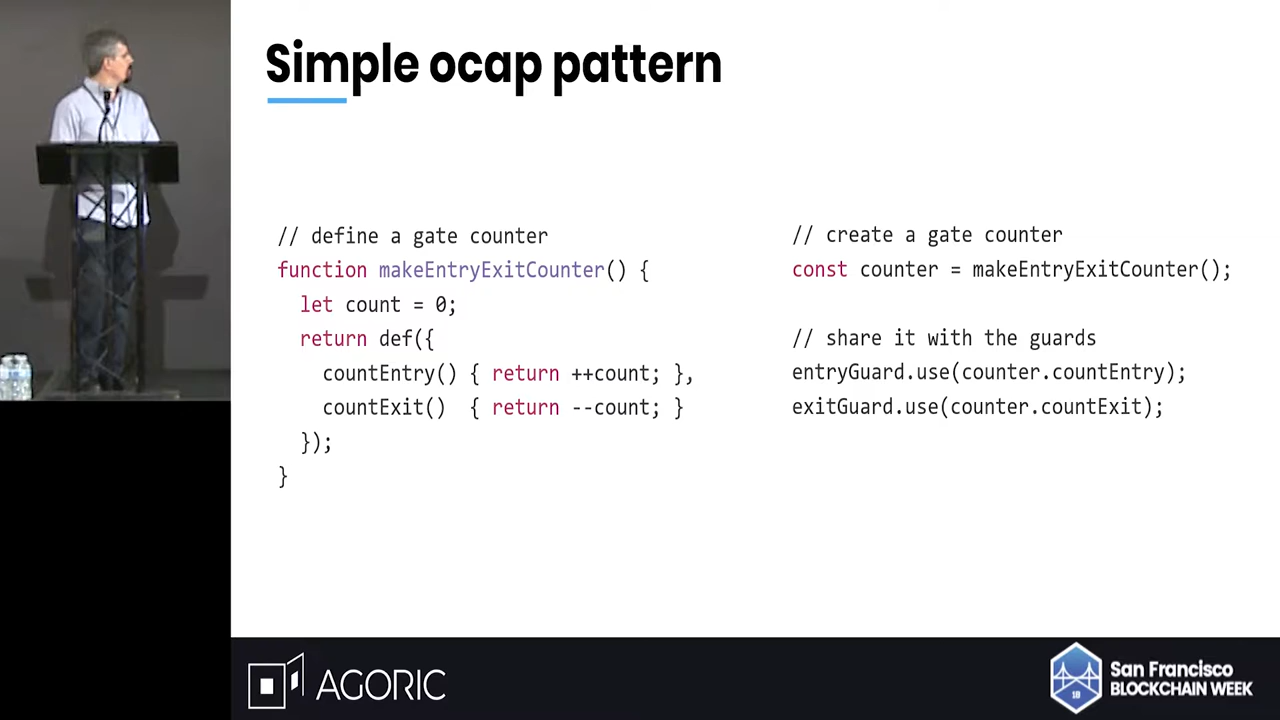 Simple ocap pattern
// define a gate counter
function makeEntryExitCounter() {
  let count = 0;
  return def({
    countEntry() { return ++count; },
    countExit()  { return --count; }
  });
}
// create a gate counter
const counter = makeEntryExitCounter();
// share it with the guards
entryGuard.use(counter.countEntry);
exitGuard.use(counter.countExit);
AGORIC
San Francisco
BLOCKCHAIN WEEK